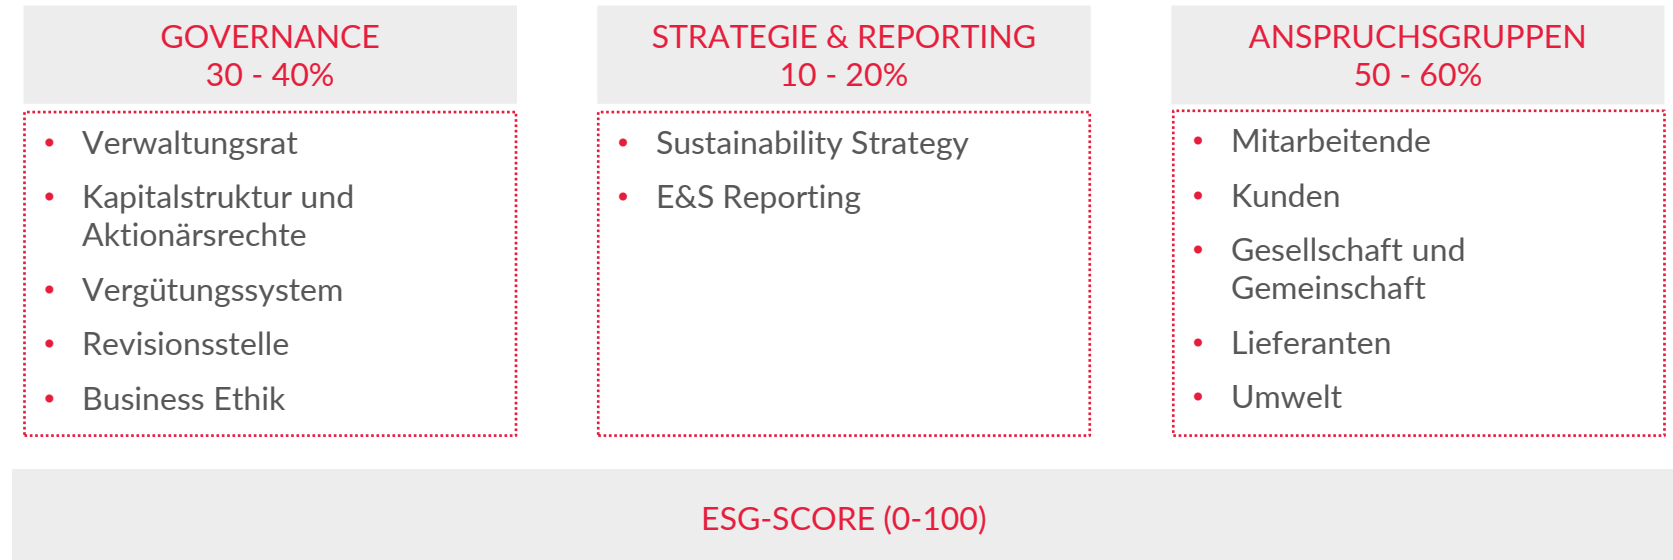 GOVERNANCE
30 - 40%
• Verwaltungsrat
• Kapitalstruktur und
Aktionärsrechte
• Vergütungssystem
• Revisionsstelle
• Business Ethik
STRATEGIE & REPORTING
10 - 20%
• Sustainability Strategy
• E&S Reporting
ANSPRUCHSGRUPPEN
50 - 60%
• Mitarbeitende
• Kunden
• Gesellschaft und
Gemeinschaft
• Lieferanten
• Umwelt
ESG-SCORE (0-100)